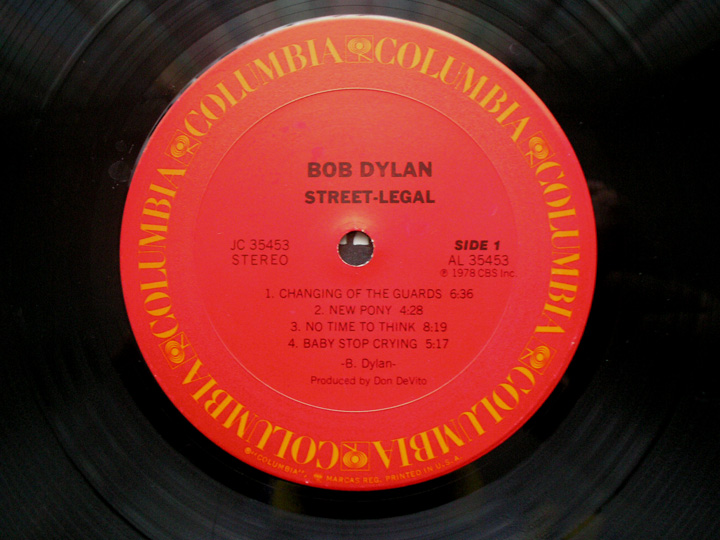 COLUMBIA COLUMBIA COLUMBIA COLUMBIA COLUMBIA COLUMBIA
BOB DYLAN
STREET-LEGAL
JC 35453
STEREO
SIDE 1
AL 35453
℗ 1978 CBS Inc.
1. CHANGING OF THE GUARDS 6:36
2. NEW PONY 4:28
3. NO TIME TO THINK 8:19
4. BABY STOP CRYING 5:17
-B. Dylan-
Produced by Don DeVito
®"COLUMBIA", MARCAS REG. PRINTED IN U.S.A.